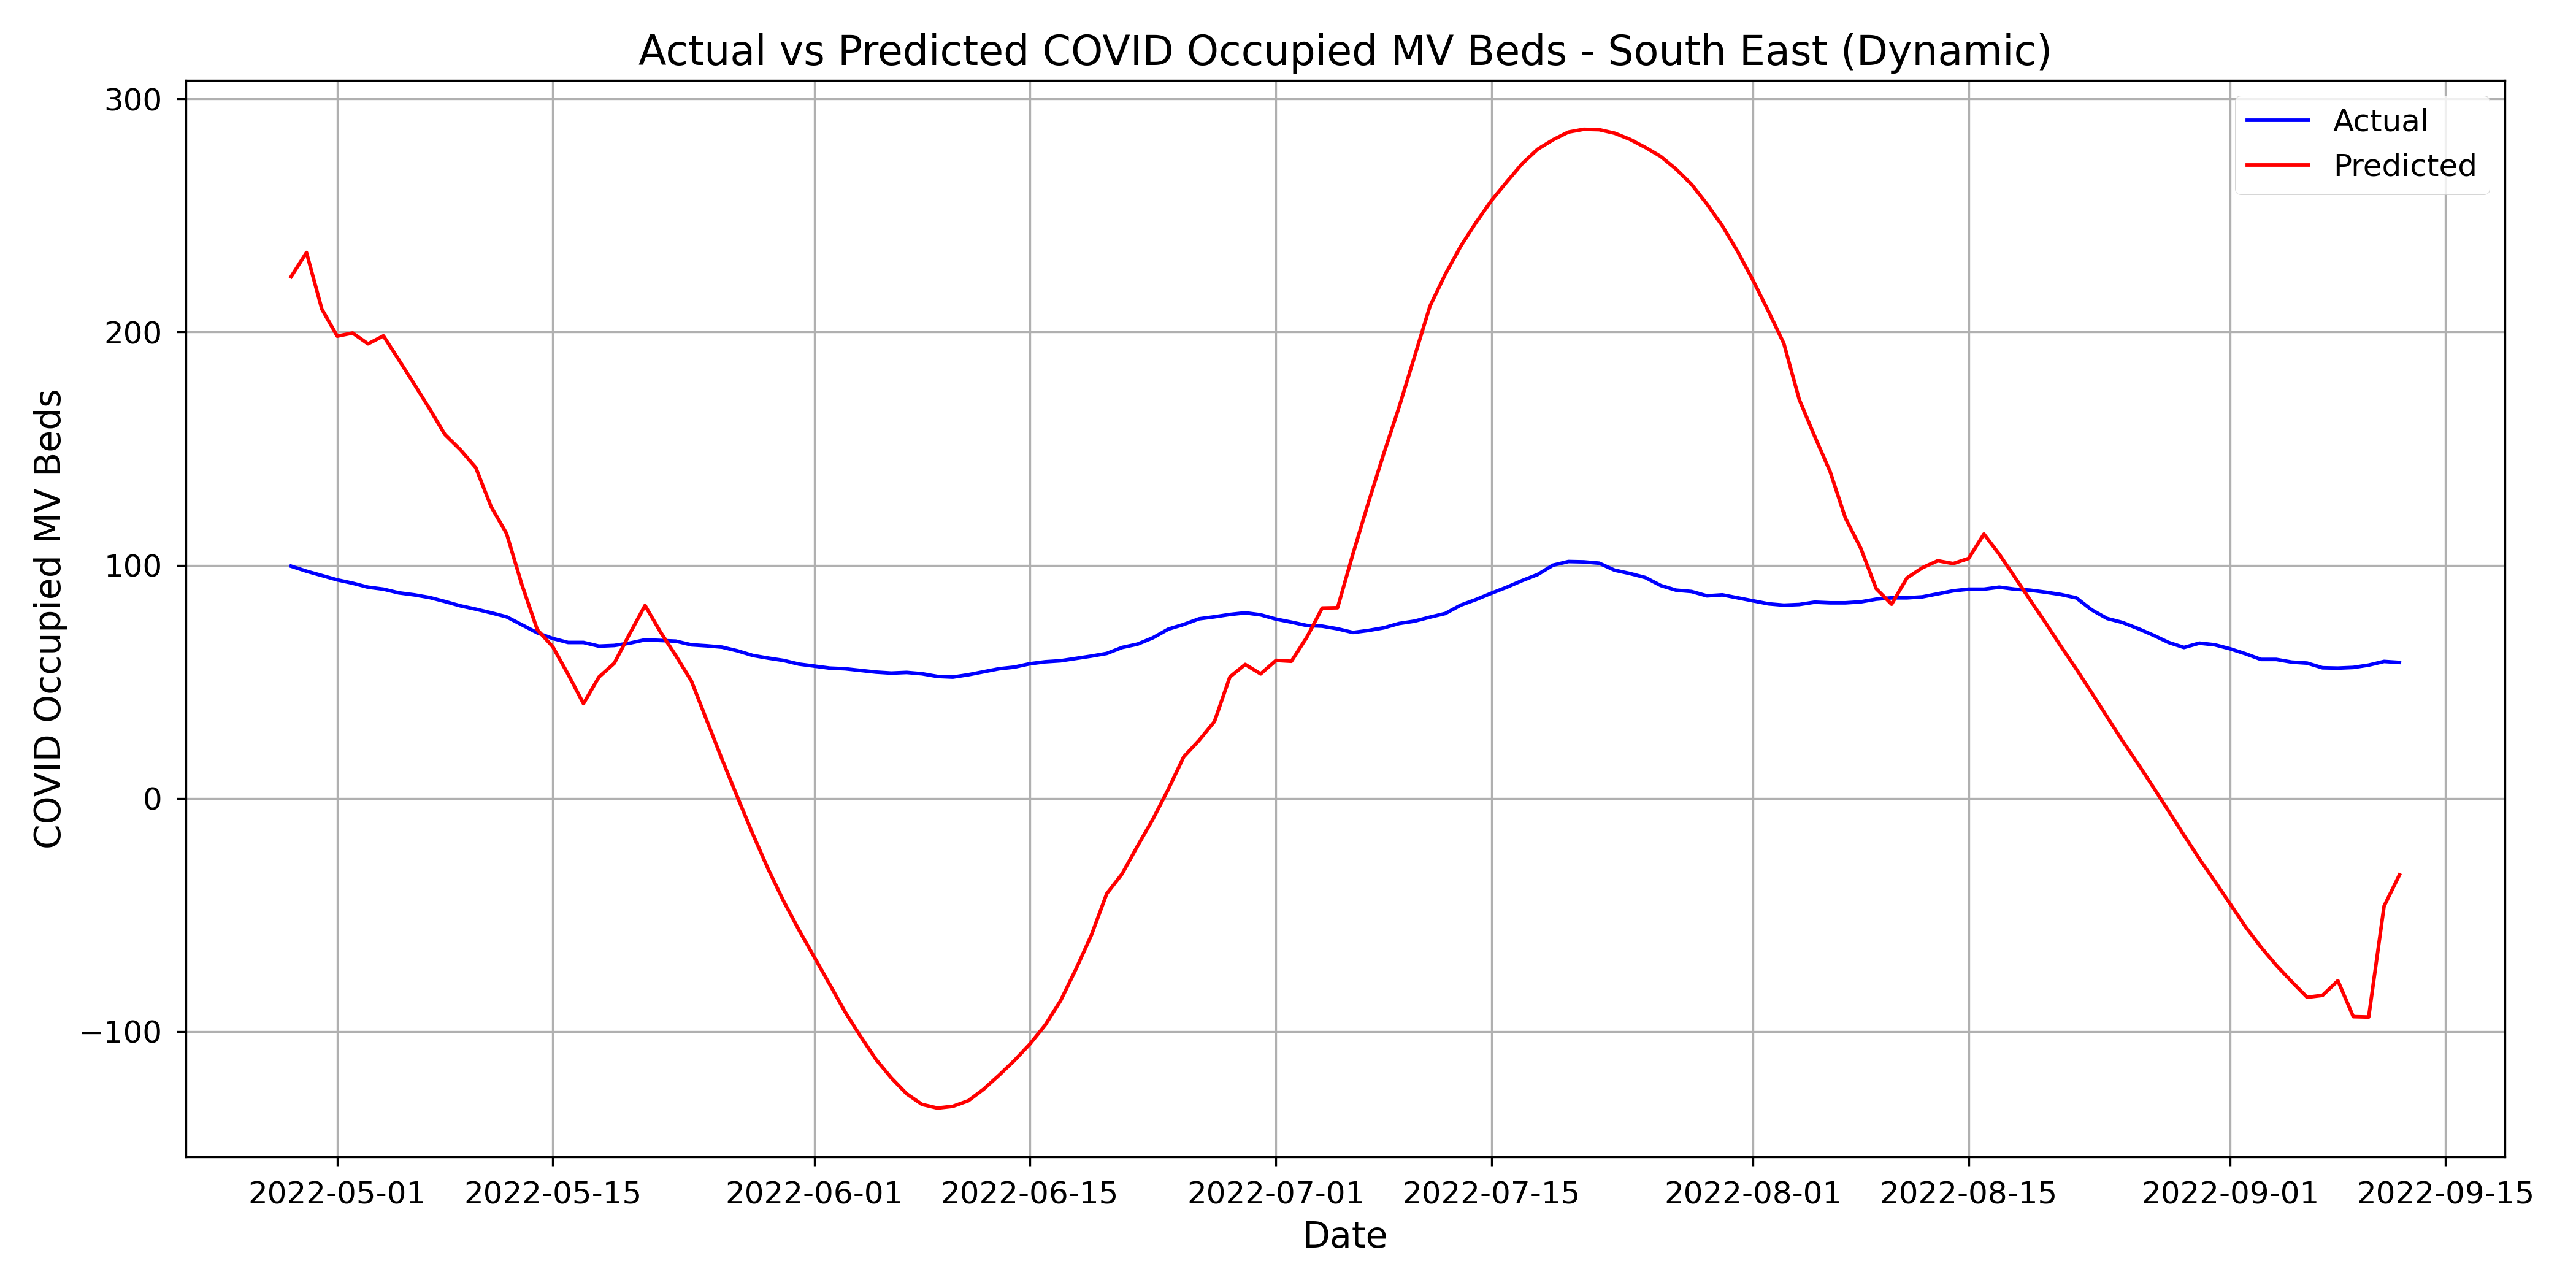 Actual vs Predicted COVID Occupied MV Beds - South East (Dynamic)
300
200
100
0
−100
COVID Occupied MV Beds
Actual
Predicted
2022-05-01 2022-05-15 2022-06-01 2022-06-15 2022-07-01 2022-07-15 2022-08-01 2022-08-15 2022-09-01 2022-09-15
Date